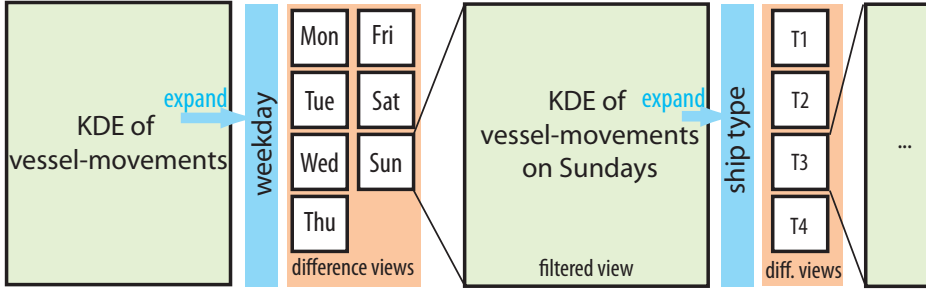 expand
KDE of
vessel-movements
weekday
Mon
Fri
Tue
Sat
Wed
Sun
Thu
difference views
KDE of
expand
vessel-movements
on Sundays
filtered view
ship type
T1
T2
T3
T4
diff. views
...